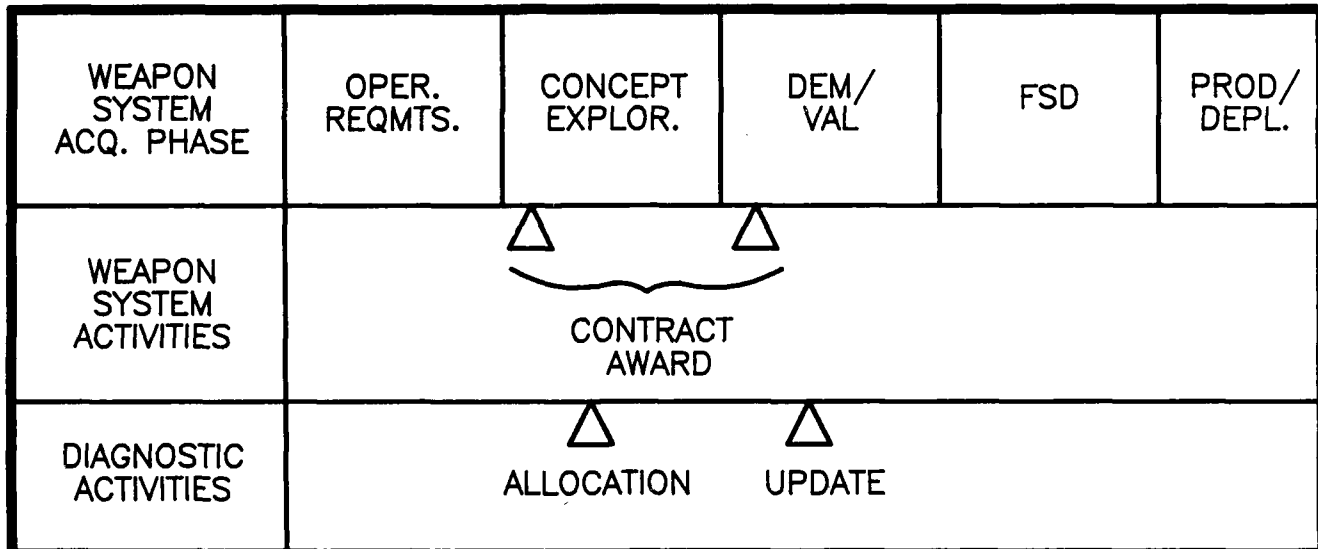 WEAPON
SYSTEM
ACQ. PHASE
OPER.
REQMTS.
CONCEPT
EXPLOR.
DEM/
VAL
FSD
PROD/
DEPL.
WEAPON
SYSTEM
ACTIVITIES
CONTRACT
AWARD
DIAGNOSTIC
ACTIVITIES
ALLOCATION
UPDATE